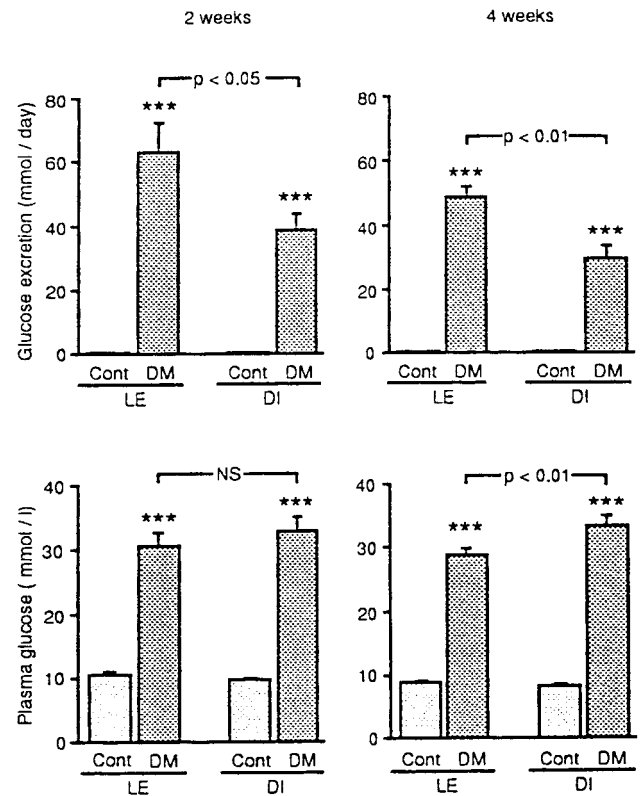 2 weeks
4 weeks
p < 0.05
80
60
40
20
0
Glucose excretion (mmol / day)
***
***
Cont DM Cont DM
LE DI
p < 0.01
80
60
40
20
0
***
***
Cont DM Cont DM
LE DI
NS
40
30
20
10
0
Plasma glucose ( mmol / l)
***
***
Cont DM Cont DM
LE DI
p < 0.01
40
30
20
10
0
***
***
Cont DM Cont DM
LE DI